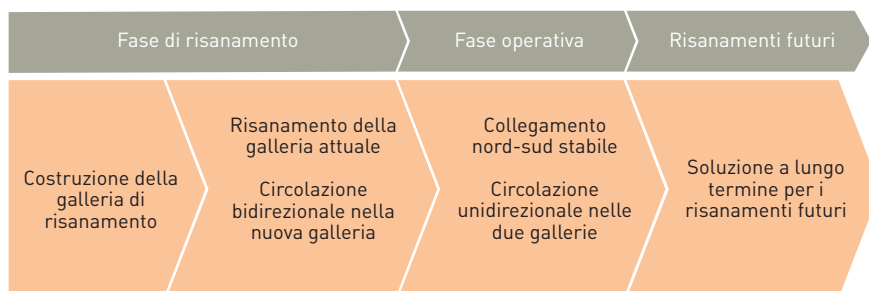 Fase di risanamento
Fase operativa
Risanamenti futuri
Costruzione della
galleria di
risanamento
Risanamento della
galleria attuale
Circolazione
bidirezionale nella
nuova galleria
Collegamento
nord-sud stabile
Circolazione
unidirezionale nelle
due gallerie
Soluzione a lungo
termine per i
risanamenti futuri